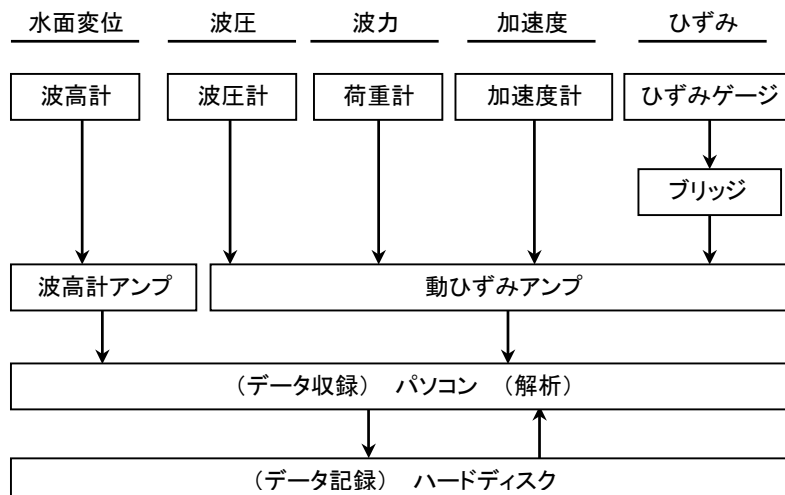 水面変位 波圧 波力 加速度 ひずみ
波高計 波圧計 荷重計 加速度計 ひずみゲージ
ブリッジ
波高計アンプ 動ひずみアンプ
(データ収録) パソコン (解析)
(データ記録) ハードディスク